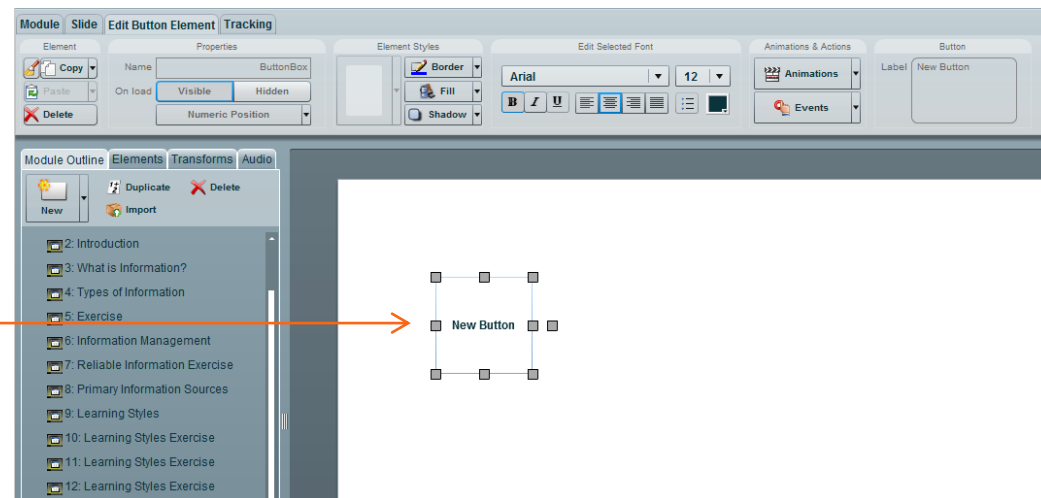 Module Slide Edit Button Element Tracking
Element Properties Element Styles Edit Selected Font Animations & Actions Button
Copy Name ButtonBox Border Arial 12 Animations Label New Button
Paste On load Visible Hidden Fill B I U Events
Delete Numeric Position Shadow
Module Outline Elements Transforms Audio
New Duplicate Delete
Import
2: Introduction
3: What is Information?
4: Types of Information
5: Exercise
6: Information Management
7: Reliable Information Exercise
8: Primary Information Sources
9: Learning Styles
10: Learning Styles Exercise
11: Learning Styles Exercise
12: Learning Styles Exercise
New Button